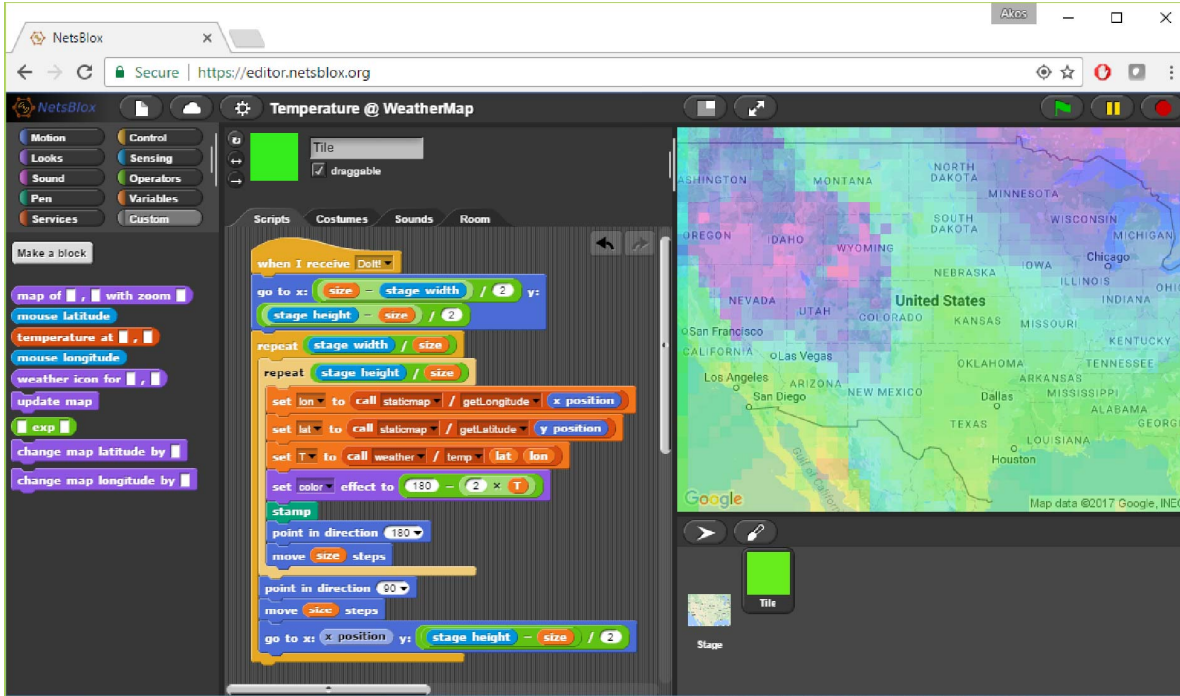 Akos
NetsBlox
Secure | https://editor.netsblox.org
NetsBlox
Temperature @ WeatherMap
Motion Control
Looks Sensing
Sound Operators
Pen Variables
Services Custom
Make a block
map of , with zoom
mouse latitude
temperature at ,
mouse longitude
weather icon for ,
update map
exp
change map latitude by
change map longitude by
Tile
draggable
Scripts Costumes Sounds Room
when I receive DoIt!
go to x: size - stage width / 2 y:
stage height - size / 2
repeat stage width / size
repeat stage height / size
set lon to call staticmap / getLongitude x position
set lat to call staticmap / getLatitude y position
set T to call weather / temp lat lon
set color effect to 180 - 2 × T
stamp
point in direction 180
move size steps
point in direction 90
move size steps
go to x: x position y: stage height - size / 2
ASHINGTON
MONTANA
NORTH
DAKOTA
MINNESOTA
SOUTH
DAKOTA
WISCONSIN
MICHIGAN
OREGON
IDAHO
WYOMING
Chicago
IOWA
NEBRASKA
ILLINOIS
OHIO
INDIANA
NEVADA
UTAH
United States
COLORADO
KANSAS
MISSOURI
San Francisco
KENTUCKY
CALIFORNIA
Las Vegas
OKLAHOMA
TENNESSEE
Los Angeles
ARIZONA
ARKANSAS
NEW MEXICO
San Diego
Dallas
MISSISSIPPI
ALABAMA
TEXAS
GEORG
LOUISIANA
Houston
Gulf of California
Google
Map data ©2017 Google, INEG
Stage
Tile